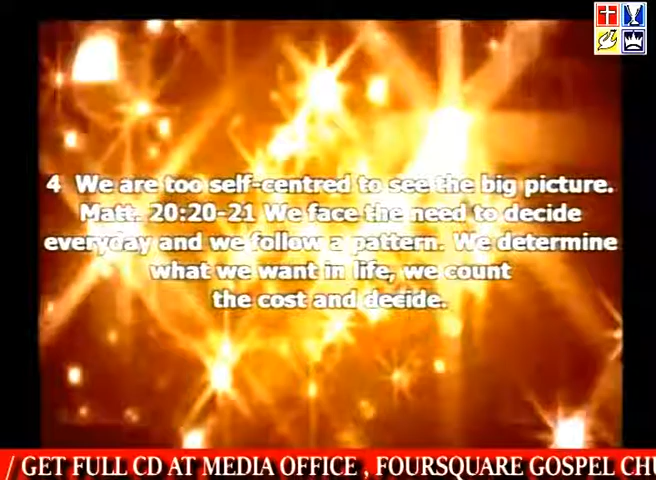 4 We are too self-centred to see the big picture.
Matt. 20:20-21 We face the need to decide
everyday and we follow a pattern. We determine
what we want in life, we count
the cost and decide.
/ GET FULL CD AT MEDIA OFFICE , FOURSQUARE GOSPEL CHU